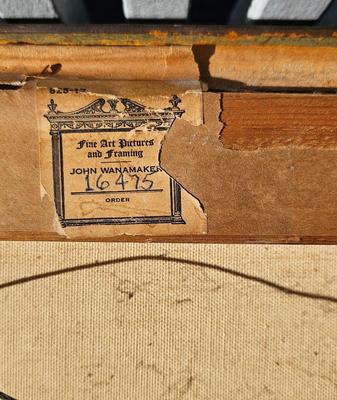 Fine Art Pictures
and Framing
JOHN WANAMAKER
16475
ORDER